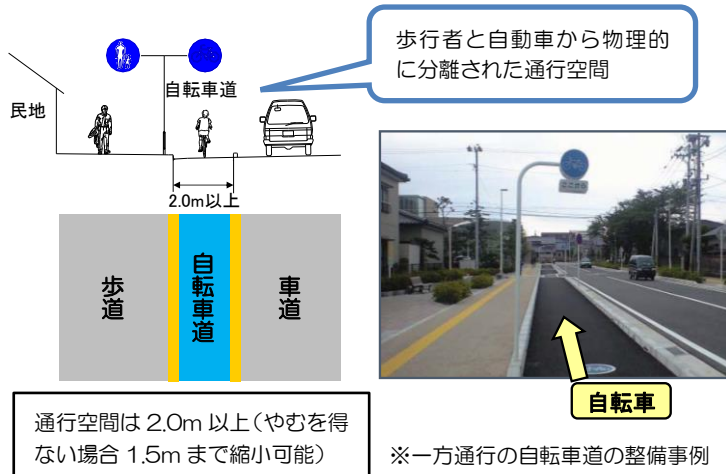 歩行者と自動車から物理的
に分離された通行空間
自転車道
民地
2.0m以上
歩道
自転車道
車道
自転車
通行空間は 2.0m 以上（やむを得
ない場合 1.5m まで縮小可能）
※一方通行の自転車道の整備事例